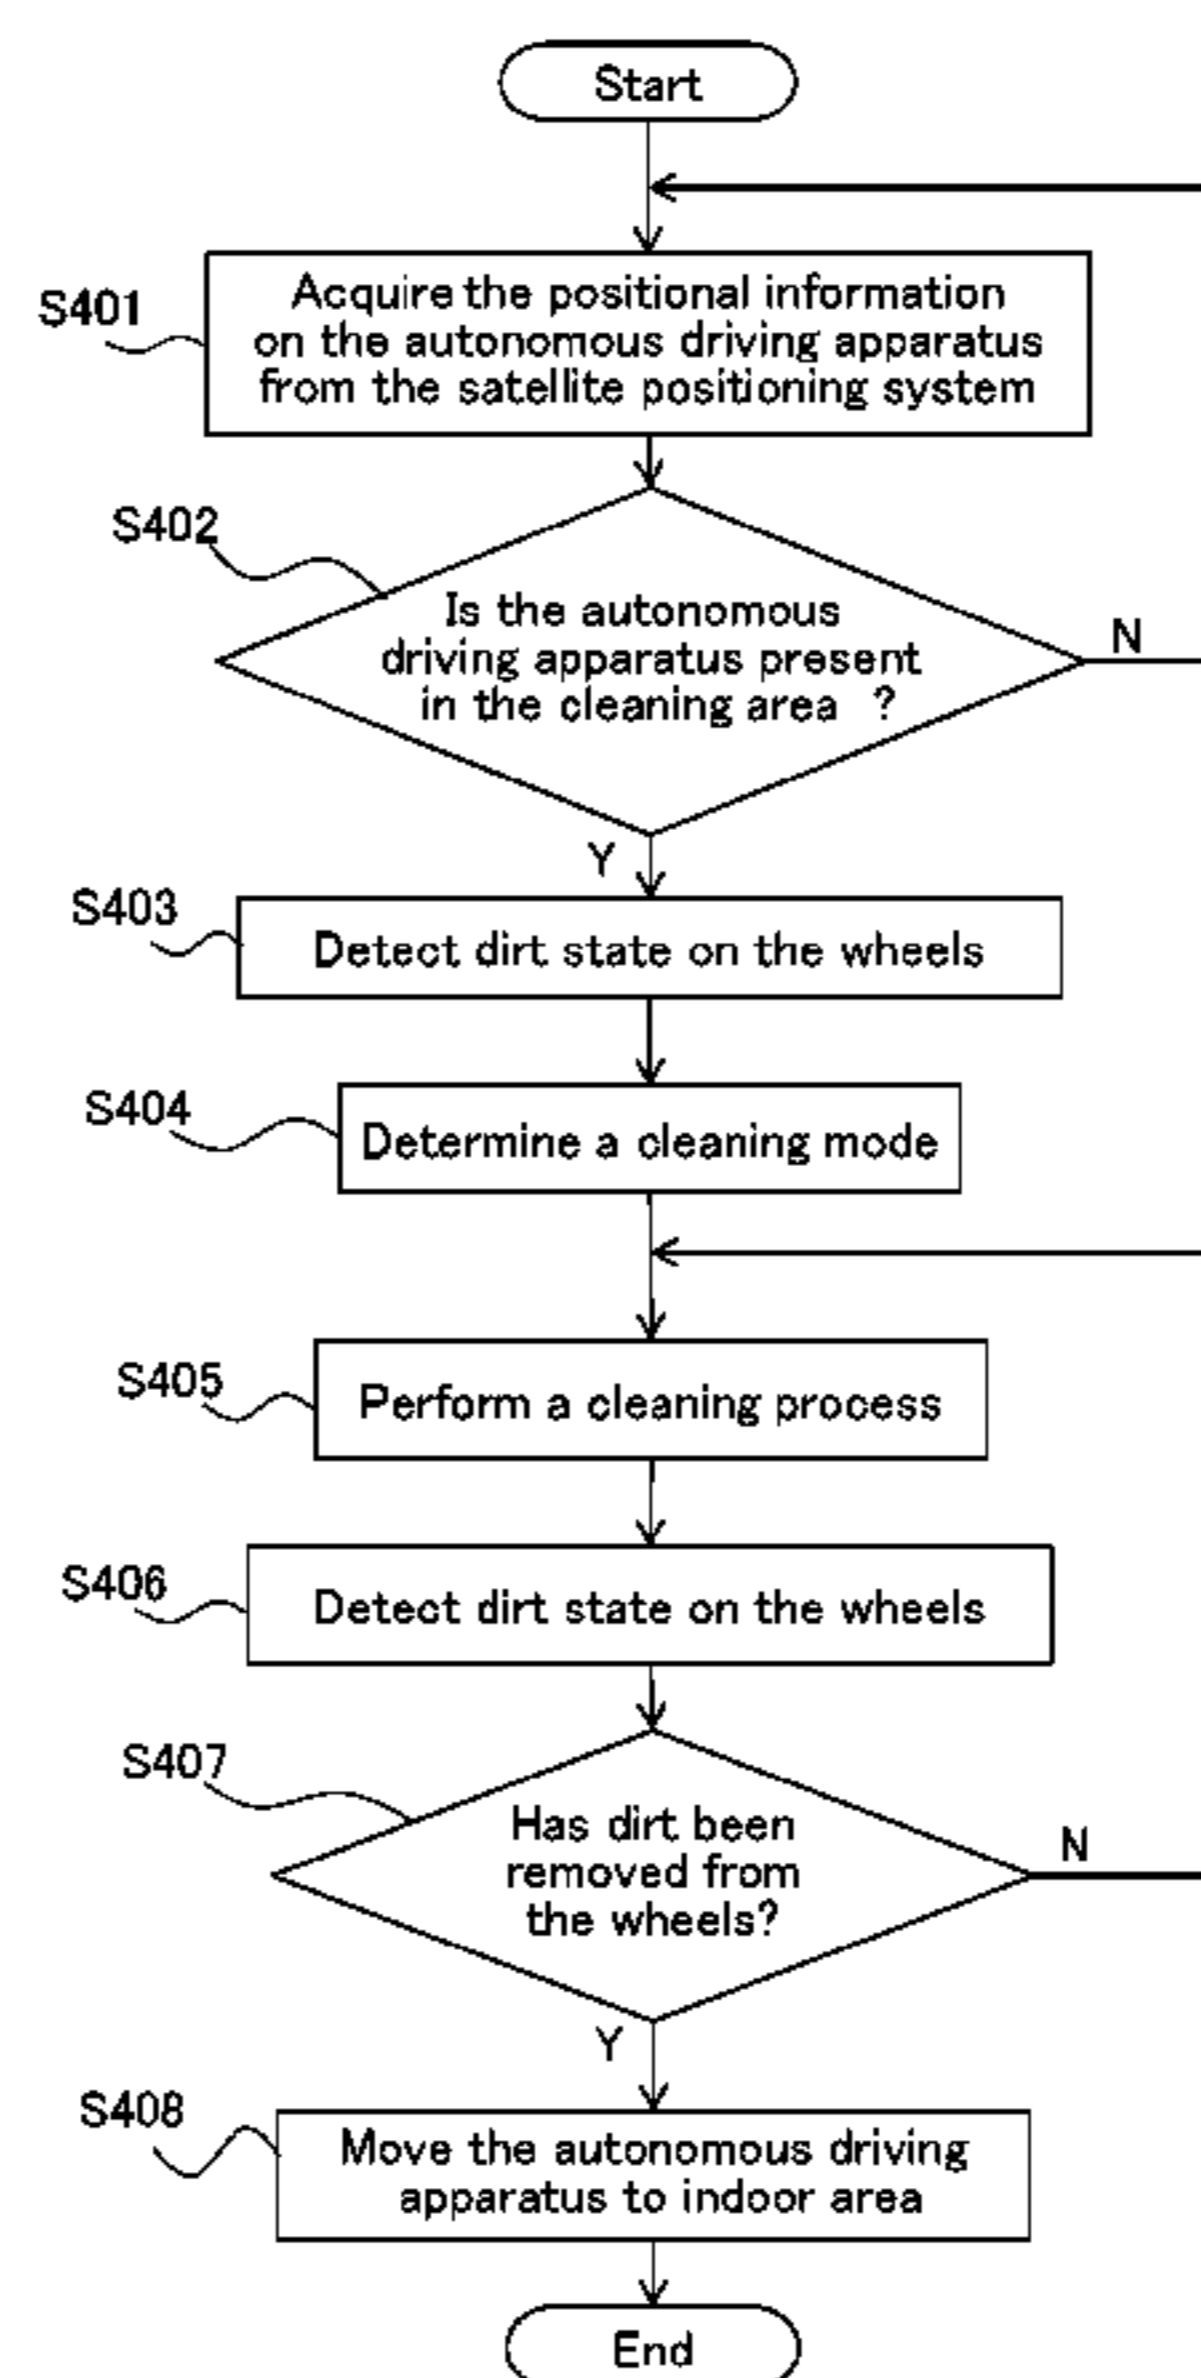 Start
S401
Acquire the positional information
on the autonomous driving apparatus
from the satellite positioning system
S402
Is the autonomous
driving apparatus present
in the cleaning area ?
N
Y
S403
Detect dirt state on the wheels
S404
Determine a cleaning mode
S405
Perform a cleaning process
S406
Detect dirt state on the wheels
S407
Has dirt been
removed from
the wheels?
N
Y
S408
Move the autonomous driving
apparatus to indoor area
End